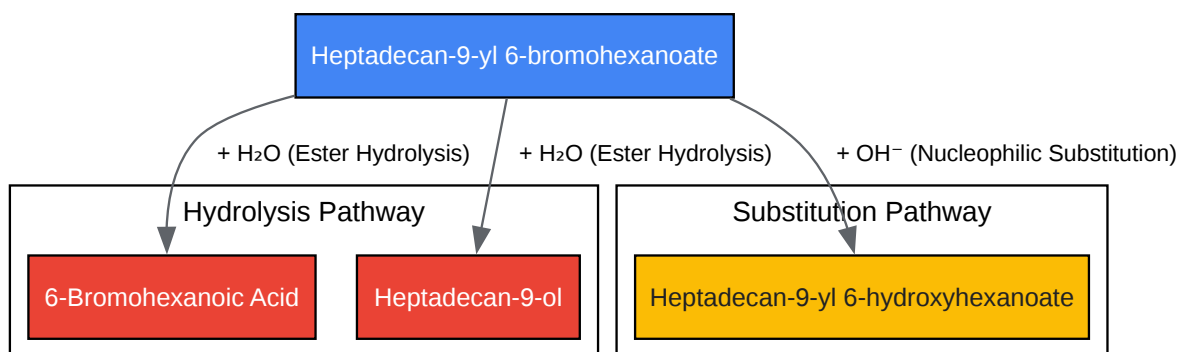 Heptadecan-9-yl 6-bromohexanoate
+ H₂O (Ester Hydrolysis)
+ H₂O (Ester Hydrolysis)
+ OH⁻ (Nucleophilic Substitution)
Hydrolysis Pathway
Substitution Pathway
6-Bromohexanoic Acid
Heptadecan-9-ol
Heptadecan-9-yl 6-hydroxyhexanoate